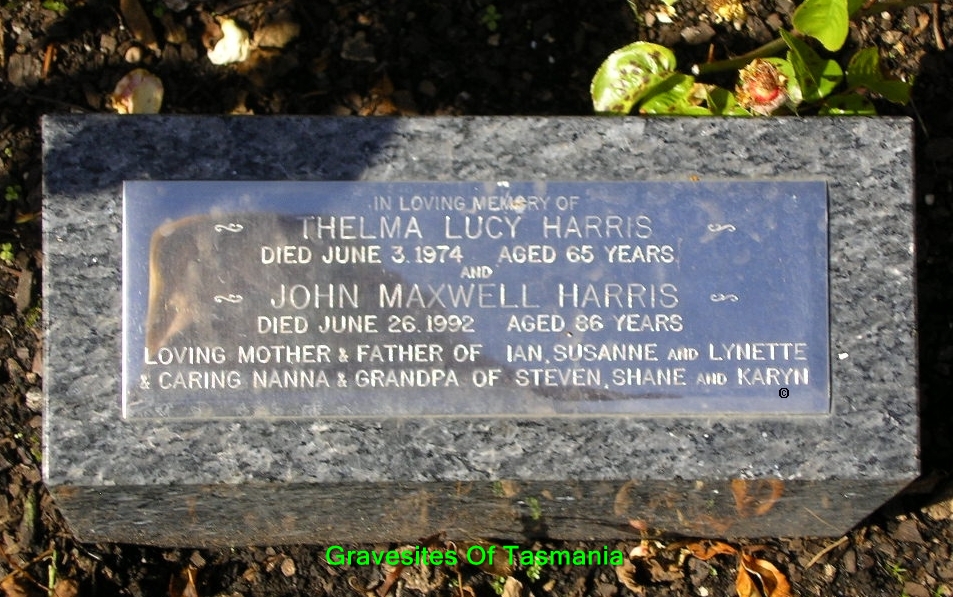 IN LOVING MEMORY OF
THELMA LUCY HARRIS
DIED JUNE 3.1974 AGED 65 YEARS.
AND
JOHN MAXWELL HARRIS
DIED JUNE 26.1992 AGED 86 YEARS
LOVING MOTHER & FATHER OF IAN, SUSANNE AND LYNETTE
& CARING NANNA & GRANDPA OF STEVEN, SHANE AND KARYN
©
Gravesites Of Tasmania